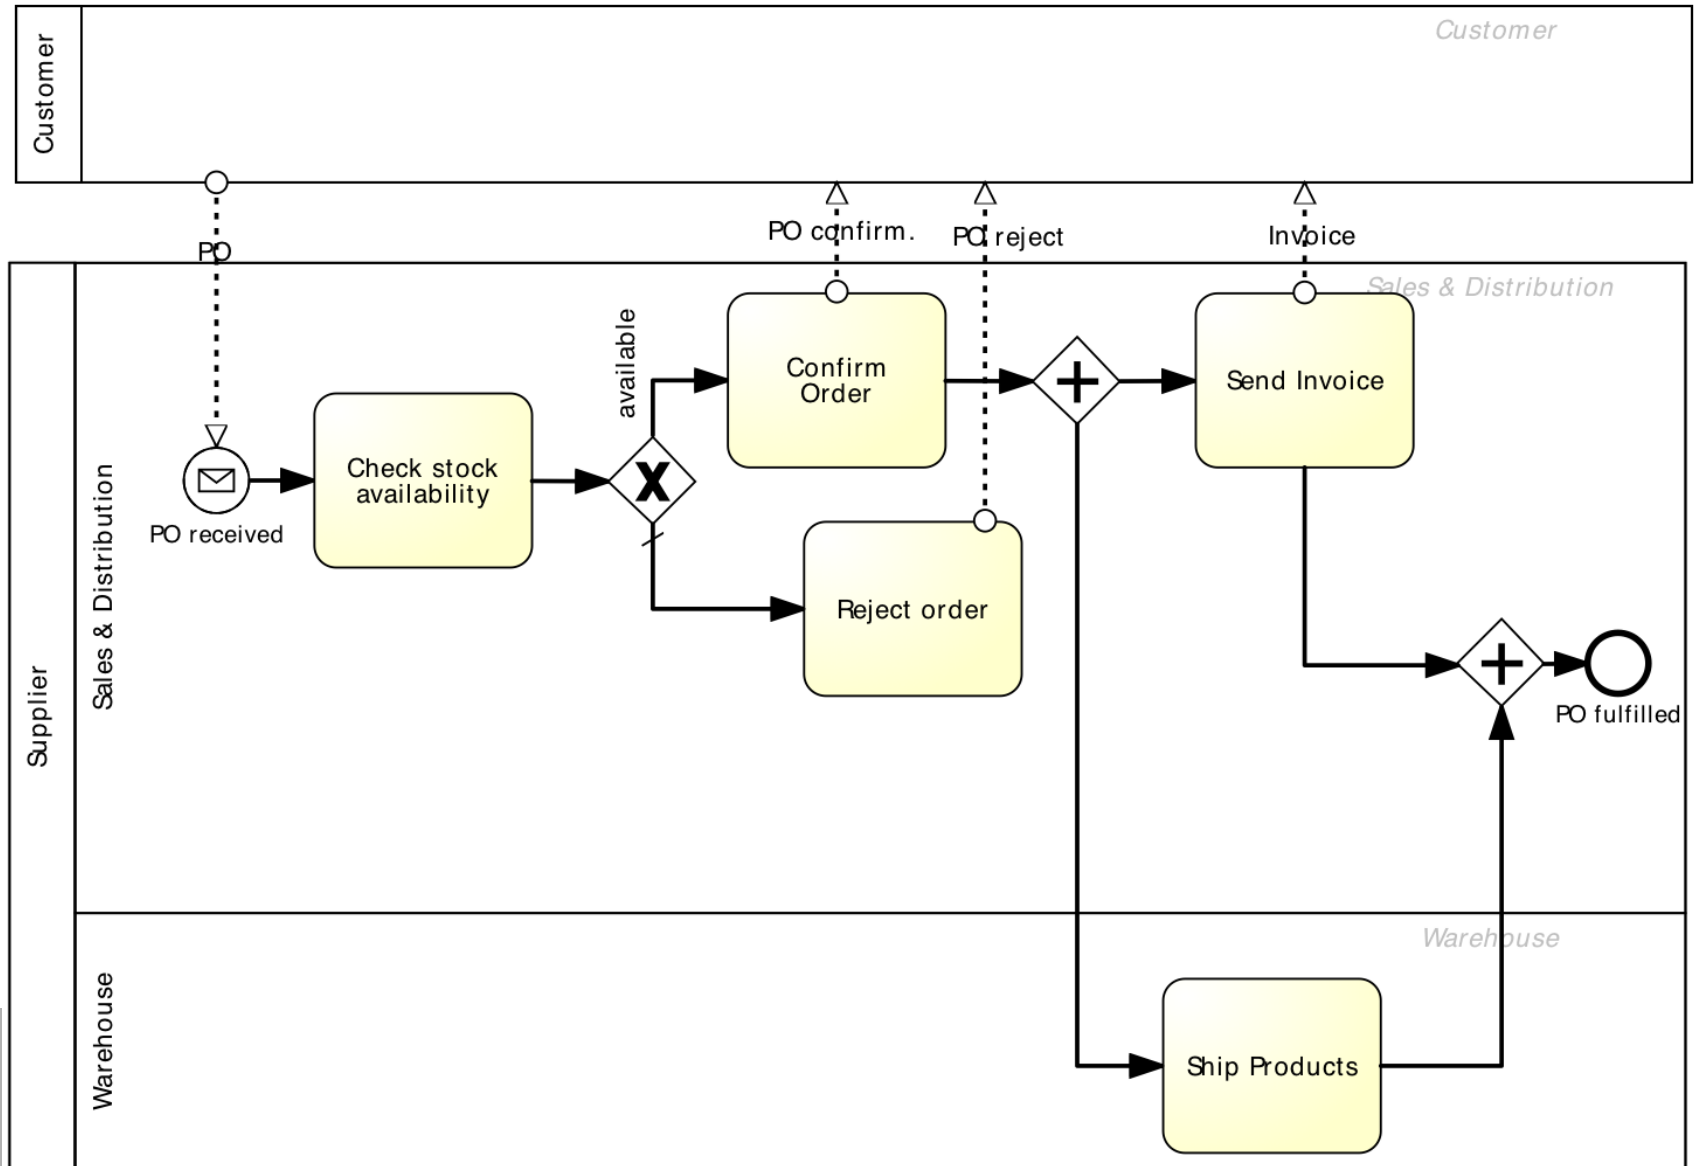 Customer
Customer
PO
PO confirm.
PO reject
Invoice
Supplier
Sales & Distribution
Sales & Distribution
PO received
Check stock
availability
available
Confirm
Order
Reject order
Send Invoice
PO fulfilled
Warehouse
Warehouse
Ship Products